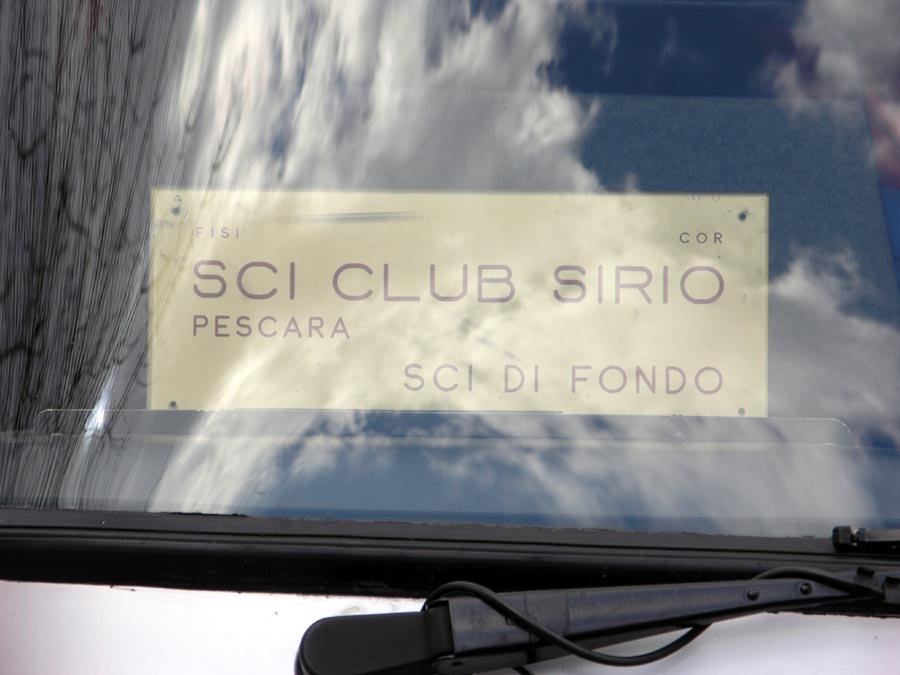 FISI COR
SCI CLUB SIRIO
PESCARA
SCI DI FONDO